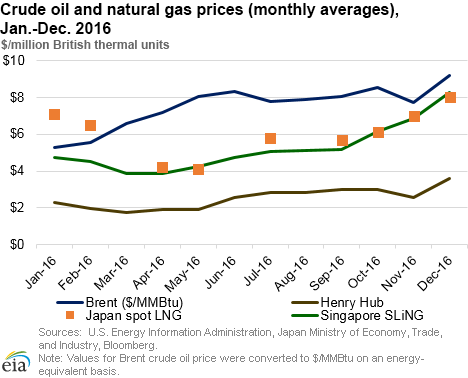 Crude oil and natural gas prices (monthly averages),
Jan.-Dec. 2016
$/million British thermal units
$10
$8
$6
$4
$2
$0
Jan-16 Feb-16 Mar-16 Apr-16 May-16 Jun-16 Jul-16 Aug-16 Sep-16 Oct-16 Nov-16 Dec-16
Brent ($/MMBtu) Henry Hub
Japan spot LNG Singapore SLiNG
Sources: U.S. Energy Information Administration, Japan Ministry of Economy, Trade,
and Industry, Bloomberg.
Note: Values for Brent crude oil price were converted to $/MMBtu on an energy-
equivalent basis.
eia